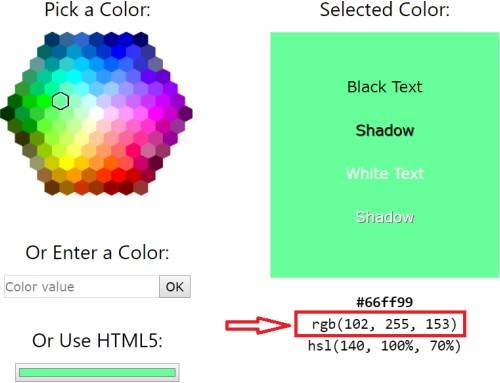 Pick a Color:
Selected Color:
Black Text
Shadow
White Text
Shadow
Or Enter a Color:
Color value
OK
Or Use HTML5:
#66ff99
rgb(102, 255, 153)
hsl(140, 100%, 70%)